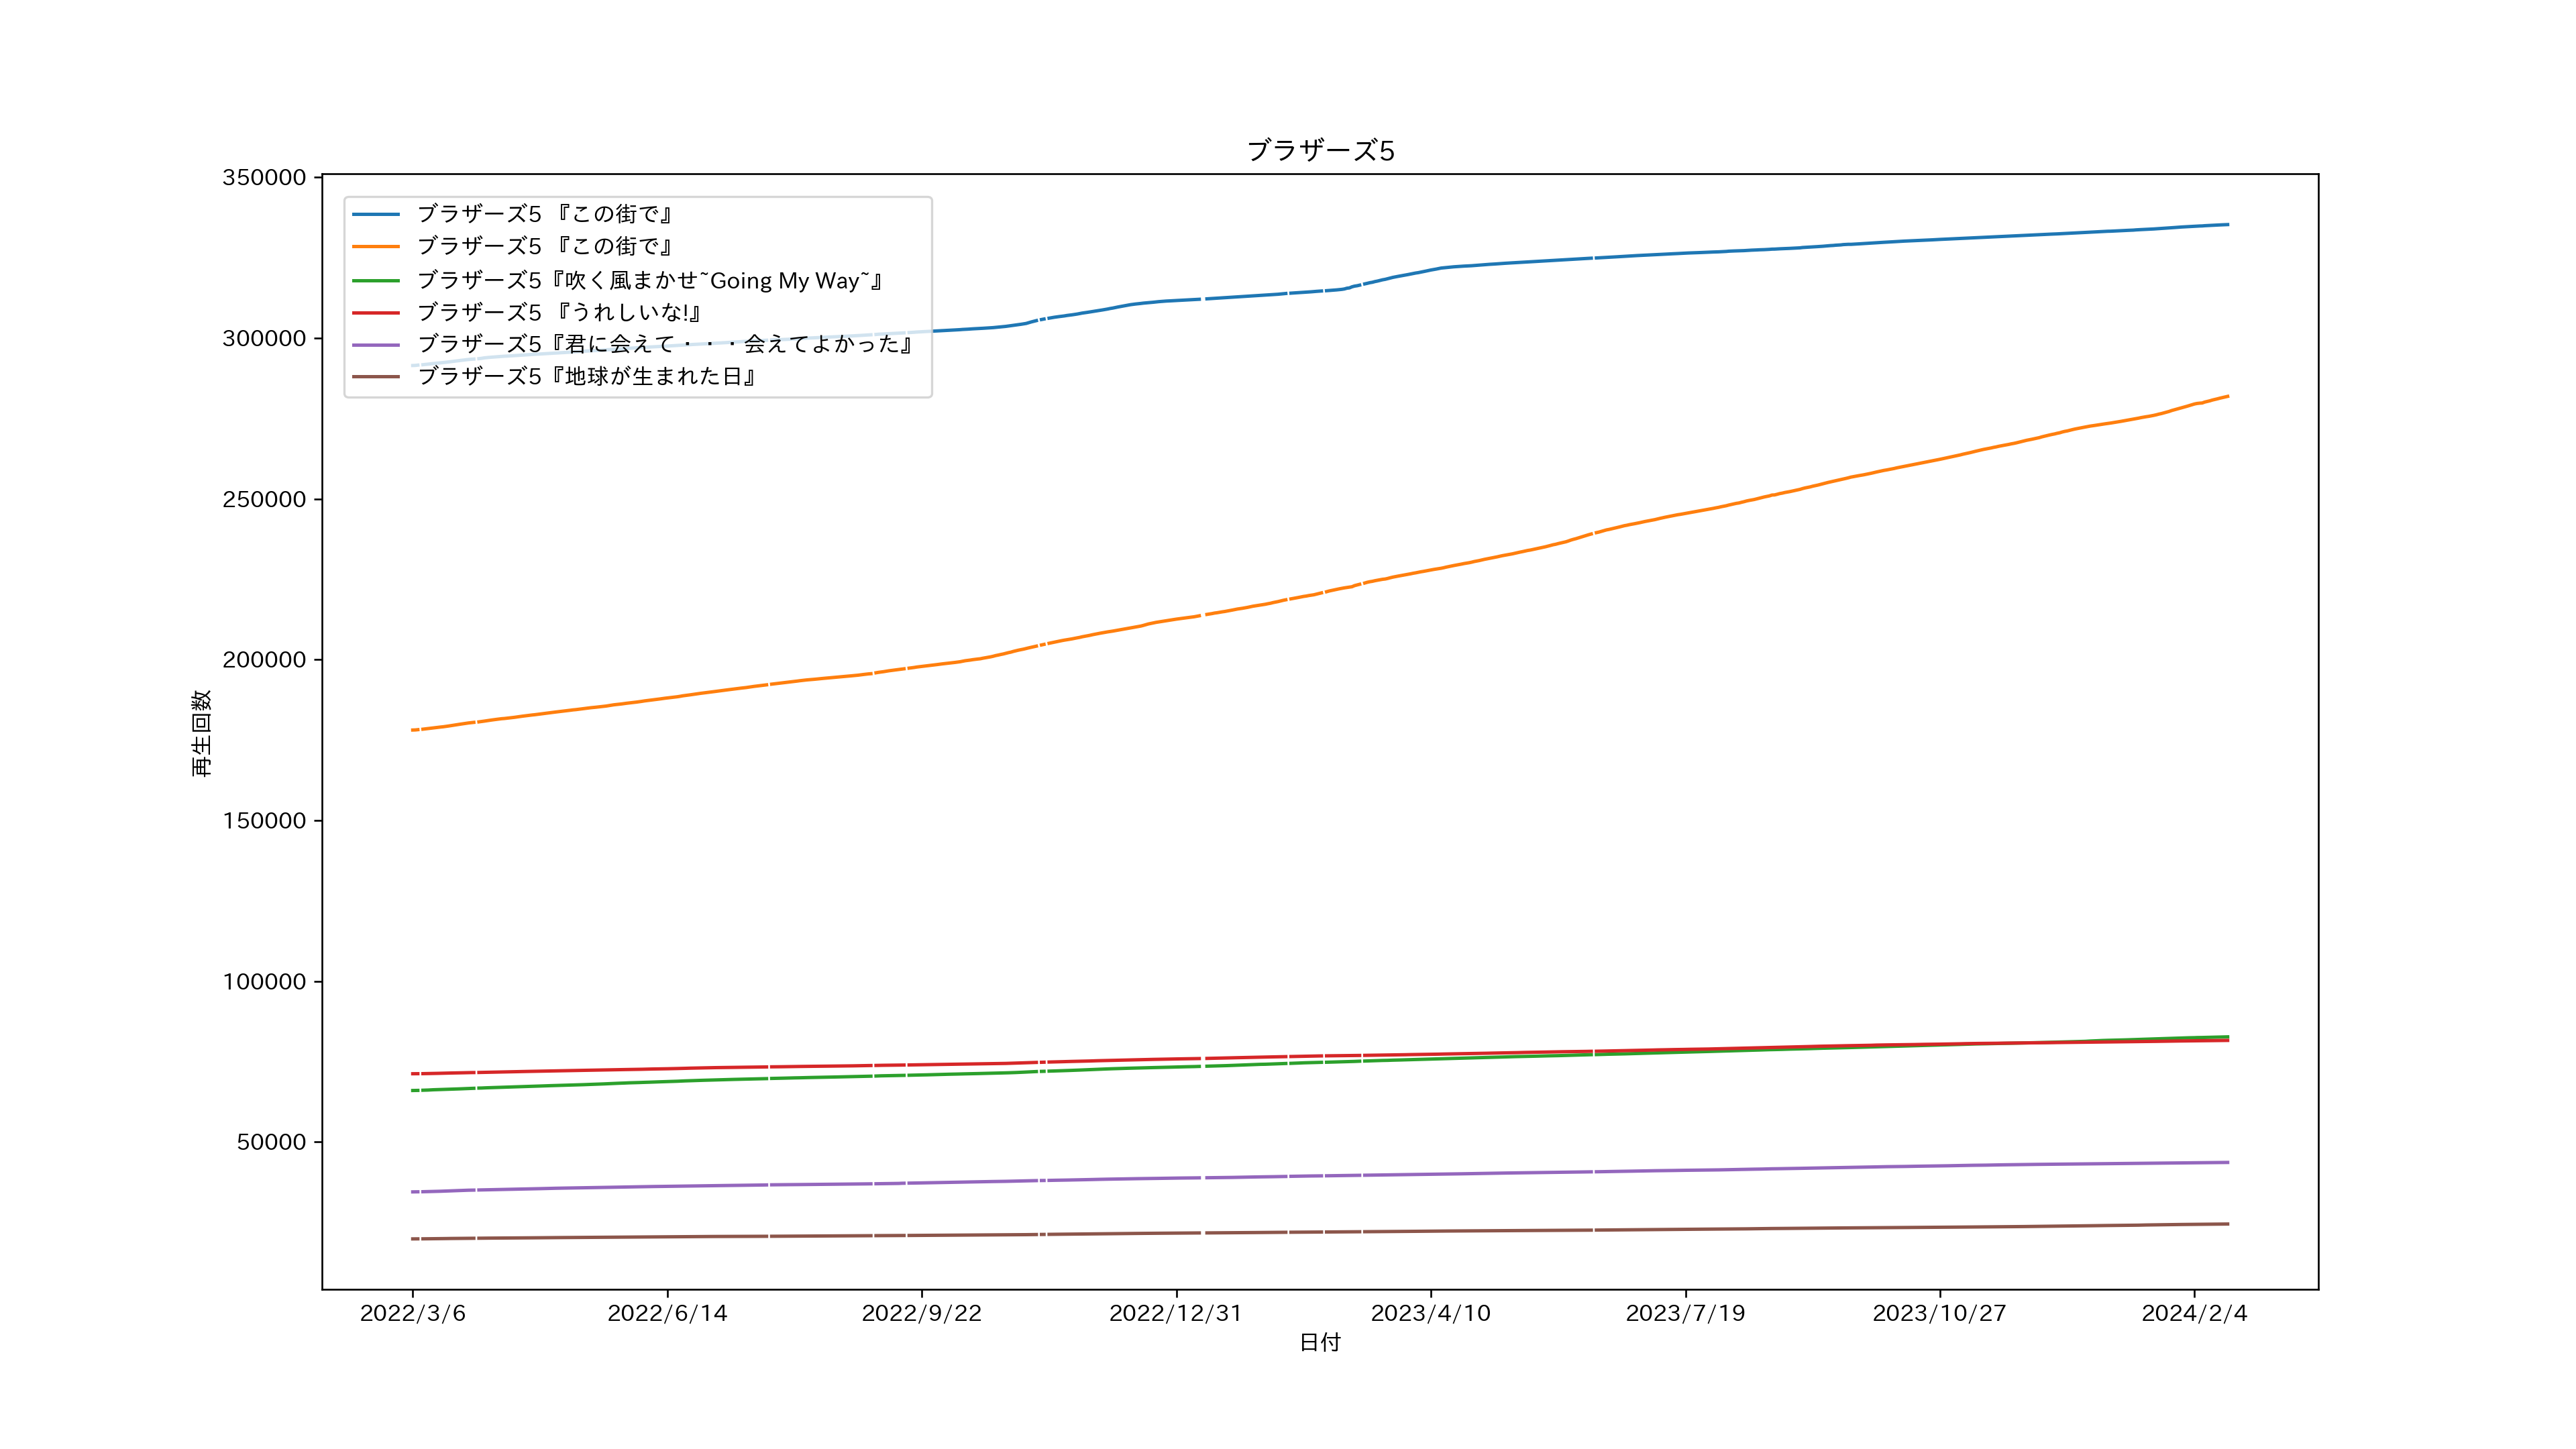 ブラザーズ5
350000
300000
250000
200000
150000
100000
50000
再生回数
ブラザーズ5 『この街で』
ブラザーズ5 『この街で』
ブラザーズ5『吹く風まかせ~Going My Way~』
ブラザーズ5 『うれしいな!』
ブラザーズ5『君に会えて・・・会えてよかった』
ブラザーズ5『地球が生まれた日』
2022/3/6 2022/6/14 2022/9/22 2022/12/31 2023/4/10 2023/7/19 2023/10/27 2024/2/4
日付